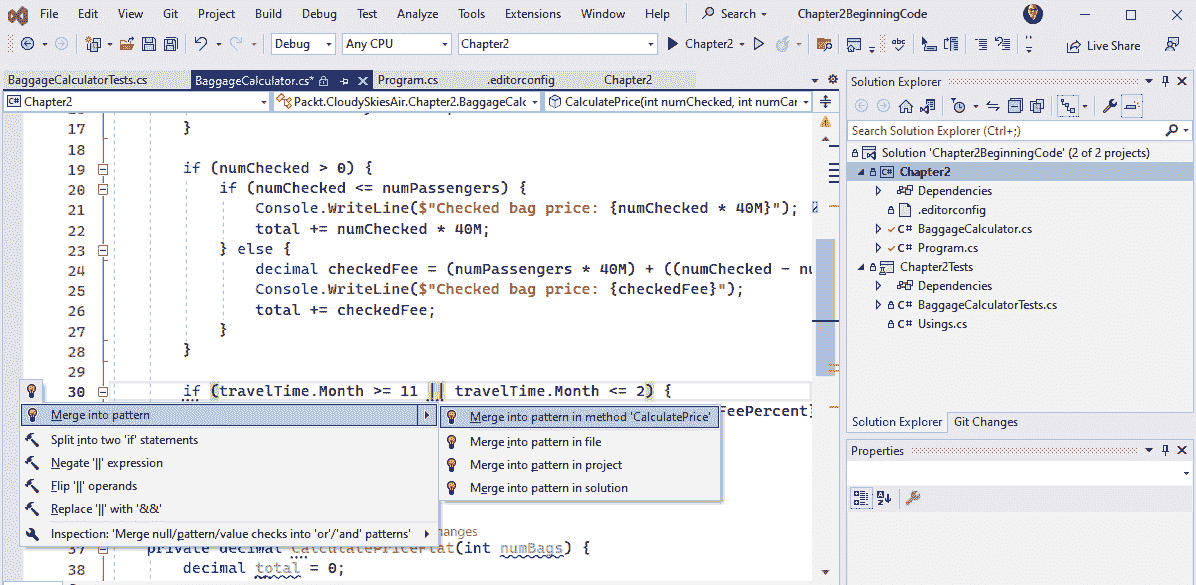 File Edit View Git Project Build Debug Test Analyze Tools Extensions Window Help Search Chapter2BeginningCode
Debug Any CPU Chapter2 Chapter2 Live Share
BaggageCalculatorTests.cs BaggageCalculator.cs* Program.cs .editorconfig Chapter2
C# Chapter2 Packt.CloudySkiesAir.Chapter2.BaggageCalc CalculatePrice(int numChecked, int numCar
17 }
18
19 if (numChecked > 0) {
20 if (numChecked <= numPassengers) {
21 Console.WriteLine($"Checked bag price: {numChecked * 40M}");
22 total += numChecked * 40M;
23 } else {
24 decimal checkedFee = (numPassengers * 40M) + ((numChecked - nu
25 Console.WriteLine($"Checked bag price: {checkedFee}");
26 total += checkedFee;
27 }
28 }
29
30 if (travelTime.Month >= 11 || travelTime.Month <= 2) {
FeePercent}
Merge into pattern
Split into two 'if' statements
Negate '||' expression
Flip '||' operands
Replace '||' with '&&'
Inspection: 'Merge null/pattern/value checks into 'or'/'and' patterns'
Merge into pattern in method 'CalculatePrice'
Merge into pattern in file
Merge into pattern in project
Merge into pattern in solution
hanges
37 private decimal CalculatePriceFlat(int numBags) {
38 decimal total = 0;
Solution Explorer
Search Solution Explorer (Ctrl+;)
Solution 'Chapter2BeginningCode' (2 of 2 projects)
C# Chapter2
Dependencies
.editorconfig
C# BaggageCalculator.cs
C# Program.cs
Chapter2Tests
Dependencies
C# BaggageCalculatorTests.cs
C# Usings.cs
Solution Explorer Git Changes
Properties